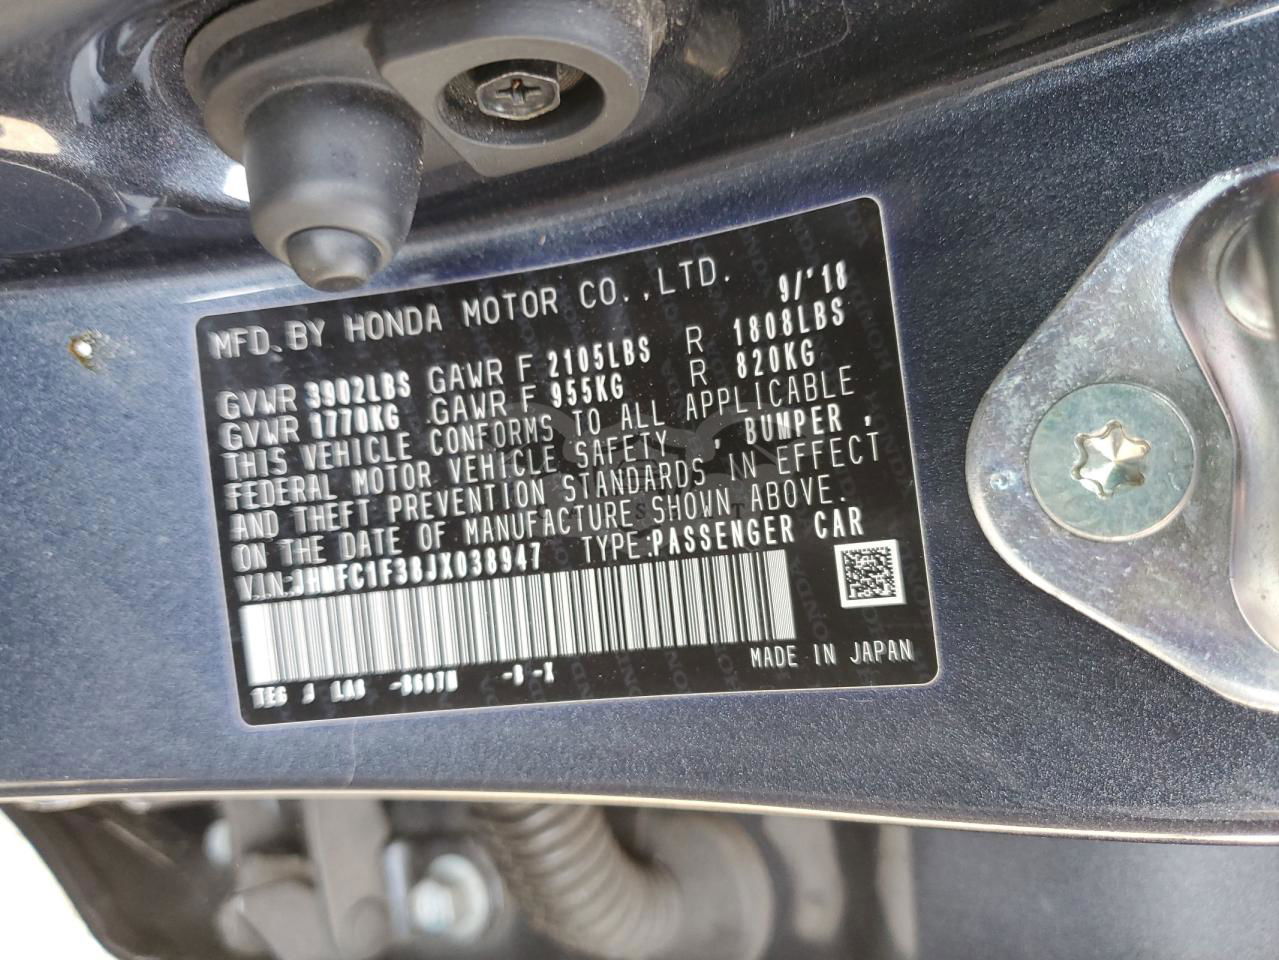 MFD. BY HONDA MOTOR CO.,LTD. 9/'18
GVWR 3902LBS GAWR F 2105LBS R 1808LBS
GVWR 1770KG GAWR F 955KG R 820KG
THIS VEHICLE CONFORMS TO ALL APPLICABLE
FEDERAL MOTOR VEHICLE SAFETY , BUMPER ,
AND THEFT PREVENTION STANDARDS IN EFFECT
ON THE DATE OF MANUFACTURE SHOWN ABOVE.
VIN:JHMFC1F38JX038947 TYPE:PASSENGER CAR
MADE IN JAPAN